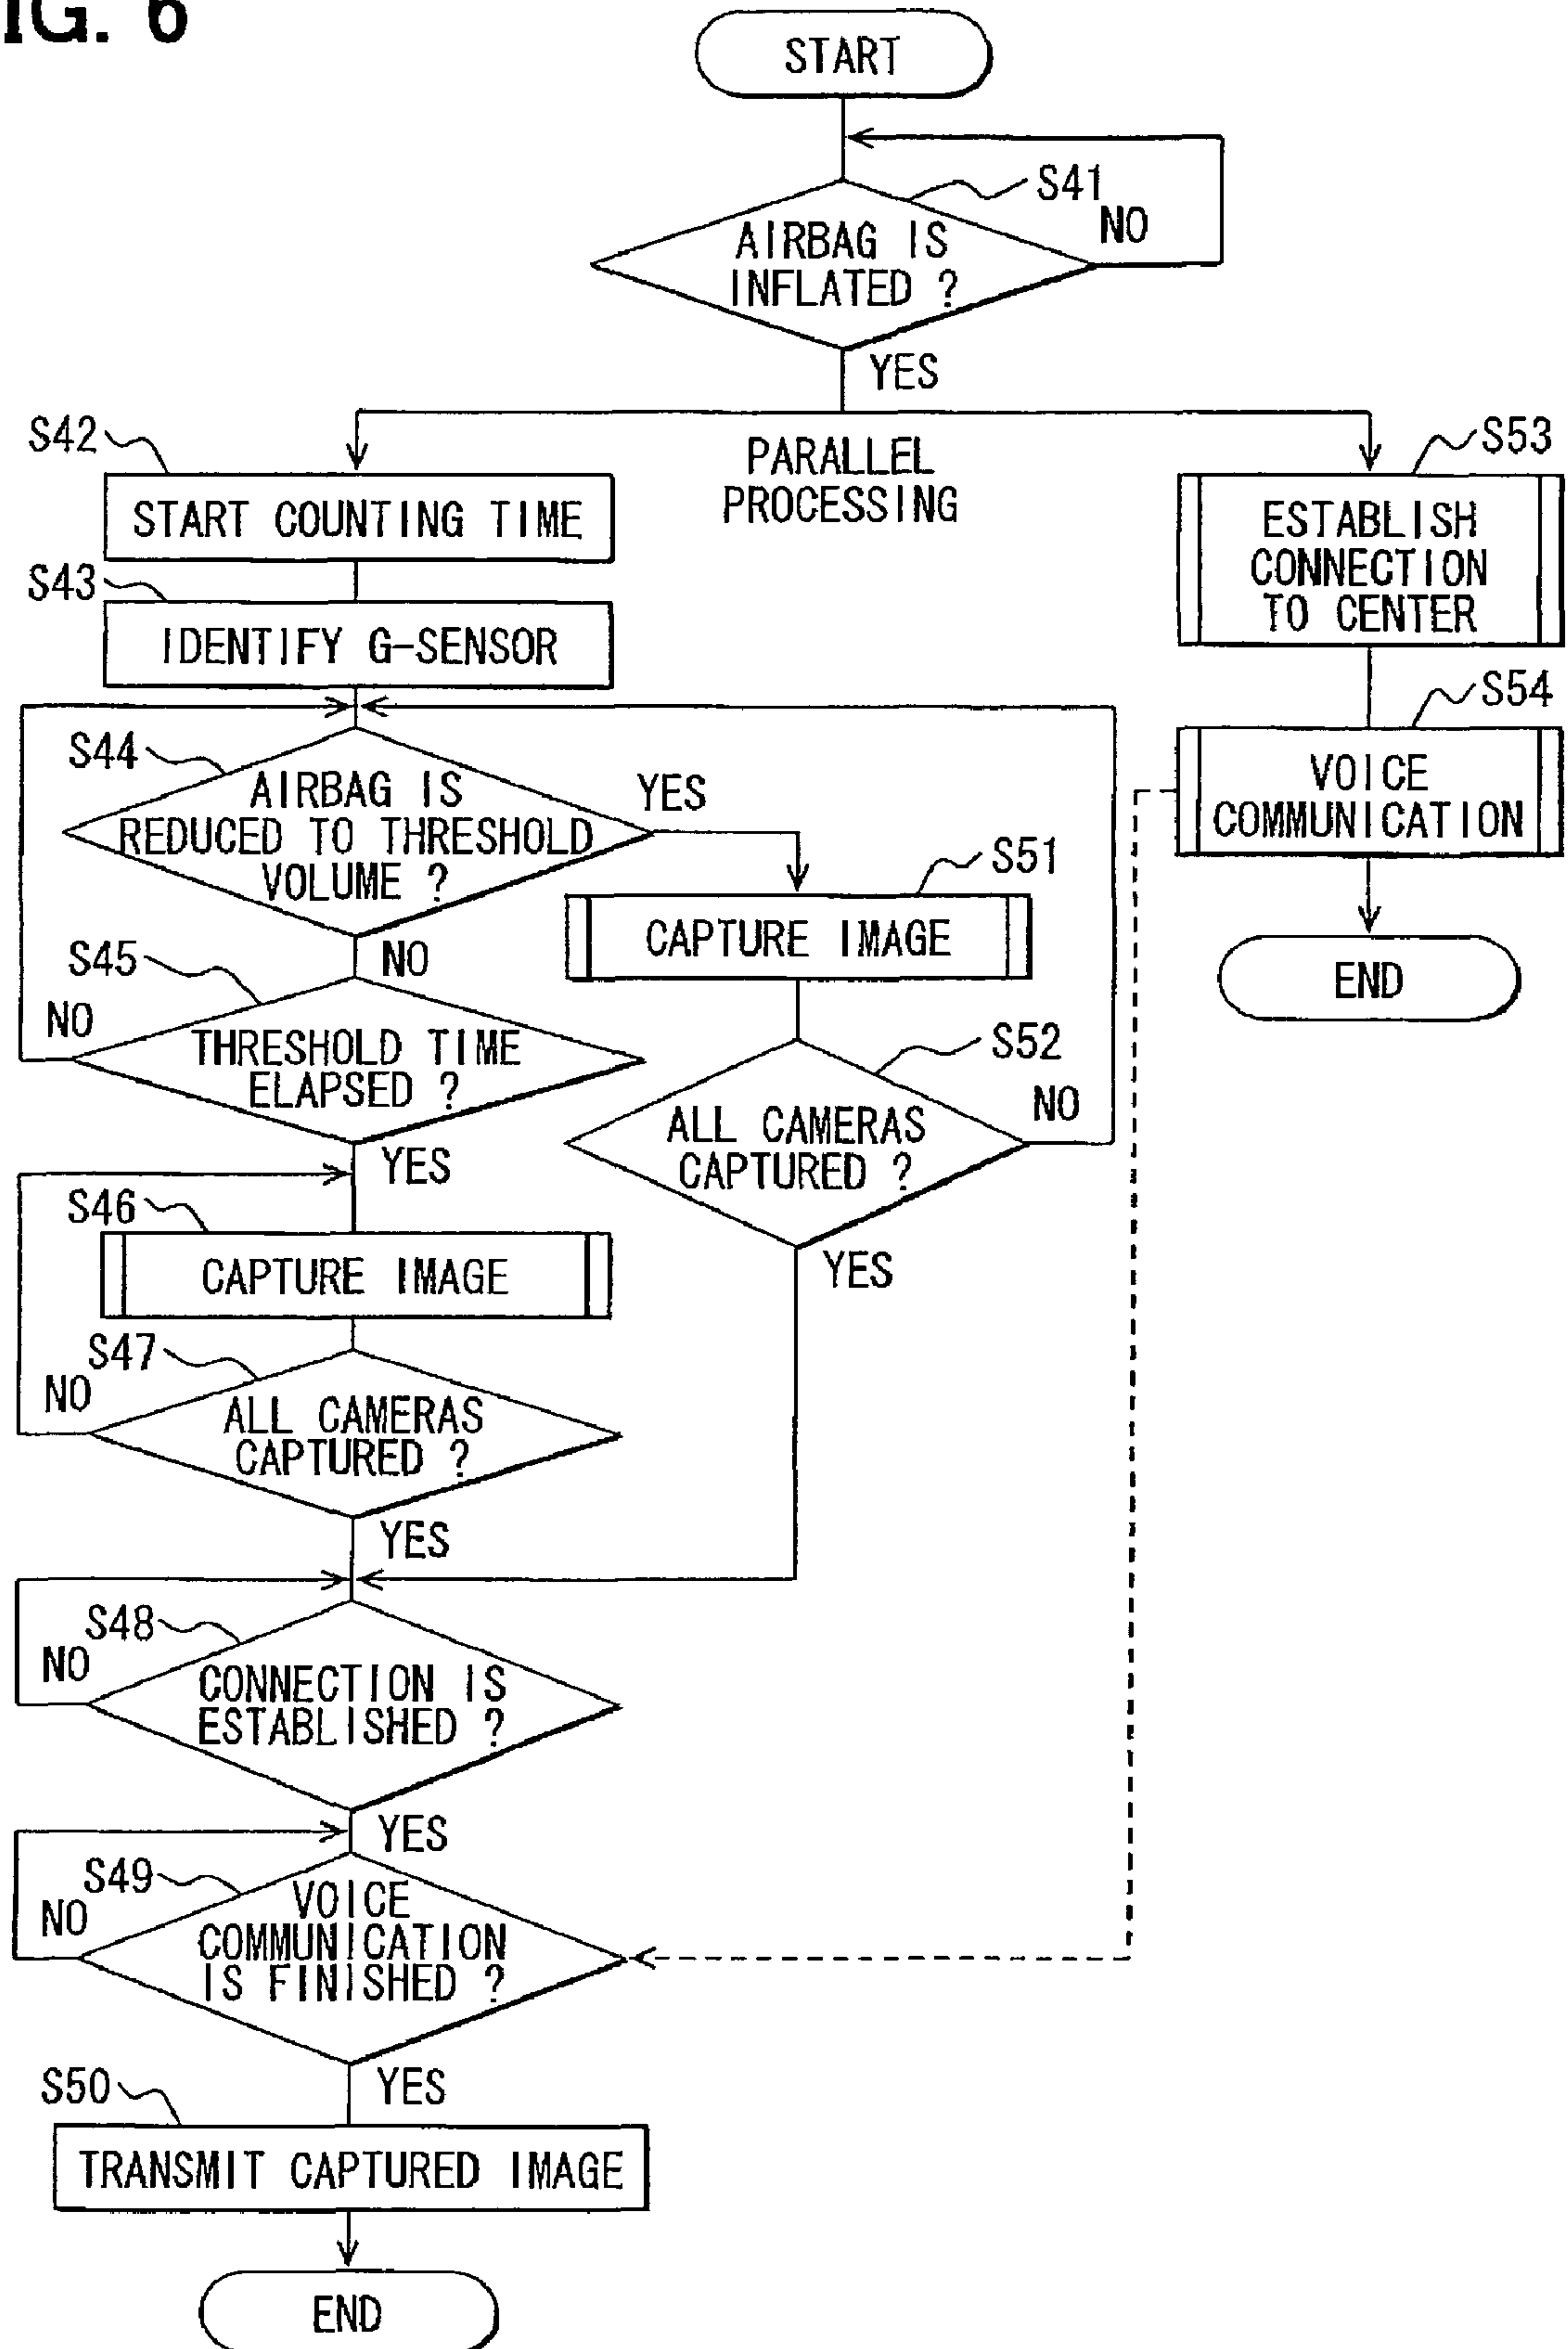 IG. 6
START
S41
NO
AIRBAG IS
INFLATED ?
YES
S42
PARALLEL
PROCESSING
S53
START COUNTING TIME
ESTABLISH
CONNECTION
TO CENTER
S43
IDENTIFY G-SENSOR
S54
S44
AIRBAG IS
REDUCED TO THRESHOLD
VOLUME ?
YES
VOICE
COMMUNICATION
S51
CAPTURE IMAGE
END
NO
S45
NO
THRESHOLD TIME
ELAPSED ?
S52
NO
ALL CAMERAS
CAPTURED ?
YES
YES
S46
CAPTURE IMAGE
S47
NO
ALL CAMERAS
CAPTURED ?
YES
S48
NO
CONNECTION IS
ESTABLISHED ?
YES
S49
NO
VOICE
COMMUNICATION
IS FINISHED ?
YES
S50
TRANSMIT CAPTURED IMAGE
END